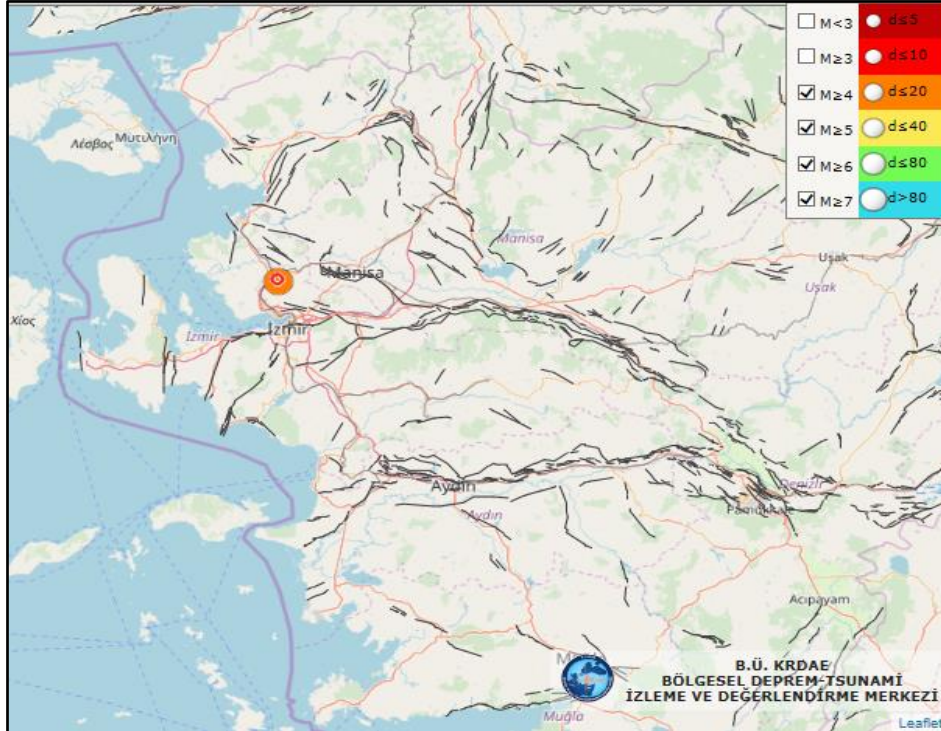 M<3 d≤5
M≥3 d≤10
M≥4 d≤20
M≥5 d≤40
M≥6 d≤80
M≥7 d>80
Λέσβος
Μυτιλήνη
Manisa
Uşak
Uşak
Manisa
Χίος
İzmir
İzmir
Aydın
Aydın
Denizli
Pamukkale
Acıpayam
B.Ü. KRDAE
BÖLGESEL DEPREM-TSUNAMİ
İZLEME VE DEĞERLENDİRME MERKEZİ
Muğla
Leaflet